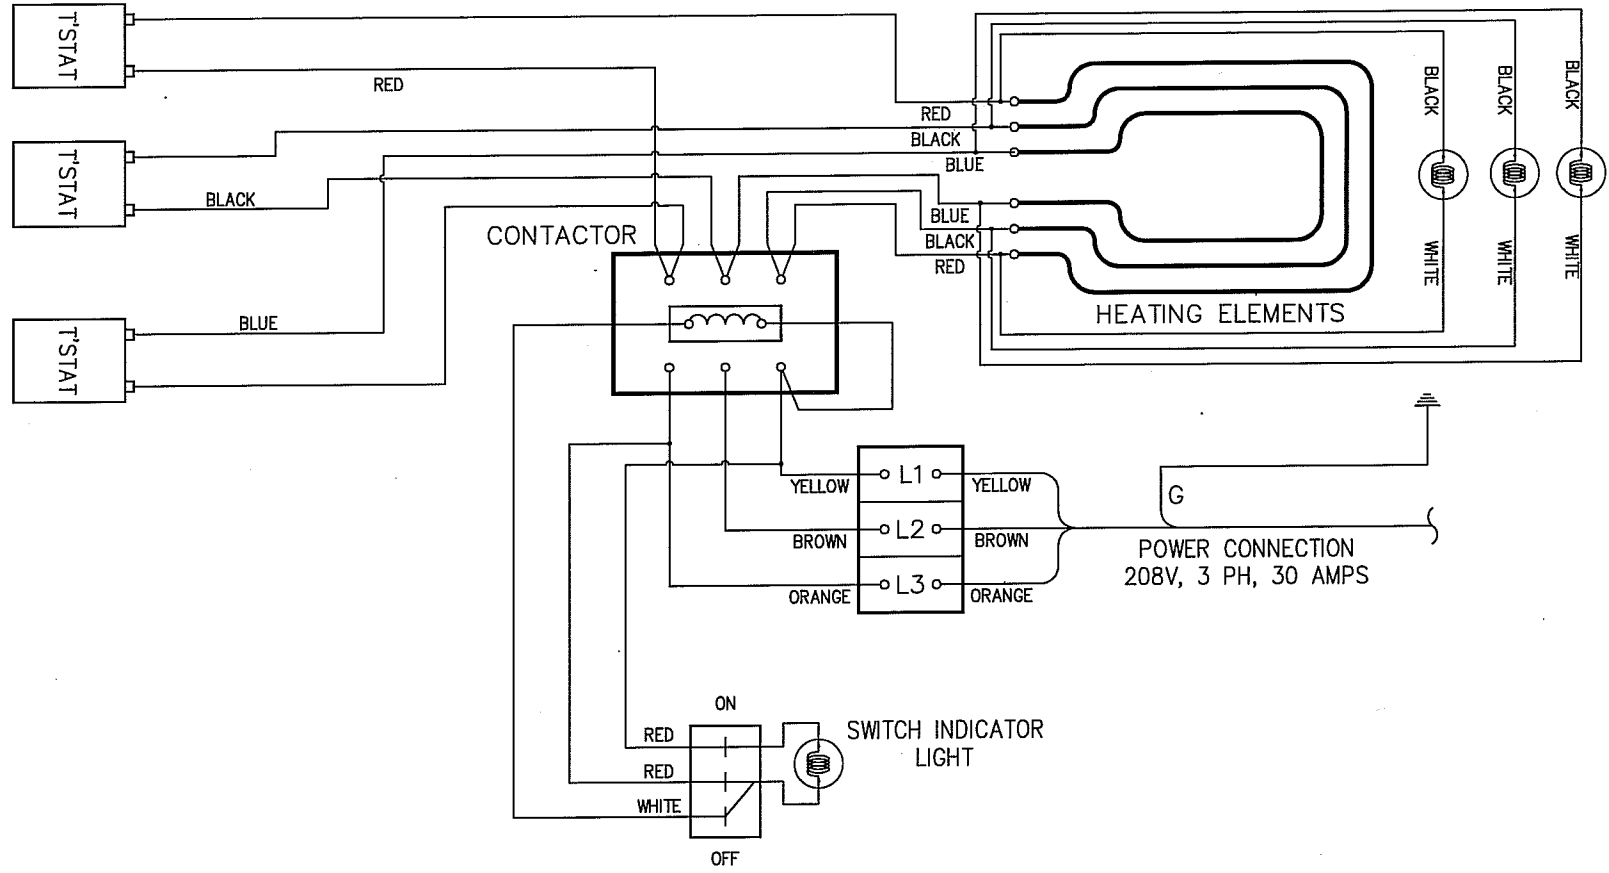 T'STAT
RED
T'STAT
BLACK
T'STAT
BLUE
CONTACTOR
RED
BLACK
BLUE
BLUE
BLACK
RED
HEATING ELEMENTS
BLACK
BLACK
BLACK
WHITE
WHITE
WHITE
YELLOW
L1
YELLOW
BROWN
L2
BROWN
ORANGE
L3
ORANGE
G
POWER CONNECTION
208V, 3 PH, 30 AMPS
ON
RED
RED
WHITE
OFF
SWITCH INDICATOR
LIGHT